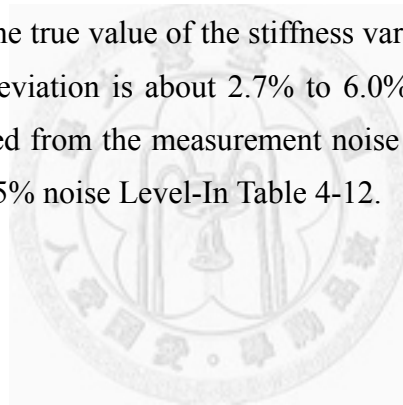 he true value of the stiffness var
eviation is about 2.7% to 6.0%
ed from the measurement noise
5% noise Level-In Table 4-12.